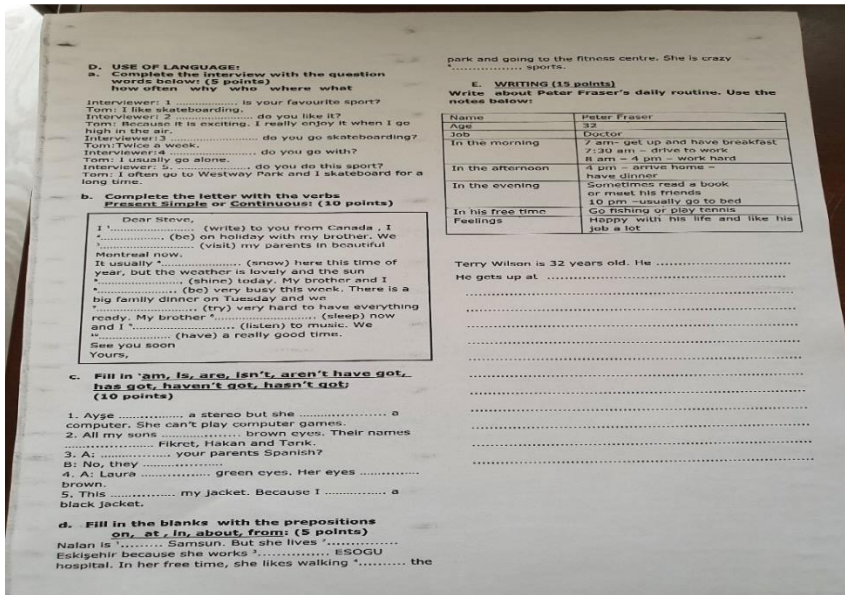 D. USE OF LANGUAGE:
a. Complete the interview with the question
words below: (5 points)
how often why who where what
Interviewer: 1 .................. is your favourite sport?
Tom: I like skateboarding.
Interviewer: 2 .................. do you like it?
Tom: Because it is exciting. I really enjoy it when I go
high in the air.
Interviewer:3 .................. do you go skateboarding?
Tom:Twice a week.
Interviewer:4 .................. do you go with?
Tom: I usually go alone.
Interviewer: 5. .................. do you do this sport?
Tom: I often go to Westway Park and I skateboard for a
long time.
b. Complete the letter with the verbs
Present Simple or Continuous: (10 points)
Dear Steve,
I ¹...................... (write) to you from Canada , I
²...................... (be) on holiday with my brother. We
³...................... (visit) my parents in beautiful
Montreal now.
It usually ⁴...................... (snow) here this time of
year, but the weather is lovely and the sun
⁵...................... (shine) today. My brother and I
⁶...................... (be) very busy this week. There is a
big family dinner on Tuesday and we
⁷...................... (try) very hard to have everything
ready. My brother ⁸...................... (sleep) now
and I ⁹...................... (listen) to music. We
¹⁰...................... (have) a really good time.
See you soon
Yours,
c. Fill in 'am, is, are, isn't, aren't have got,
has got, haven't got, hasn't got;
(10 points)
1. Ayşe .............. a stereo but she .................... a
computer. She can't play computer games.
2. All my sons ................. brown eyes. Their names
.................... Fikret, Hakan and Tarık.
3. A: .............. your parents Spanish?
B: No, they .................
4. A: Laura ............... green eyes. Her eyes .............
brown.
5. This .............. my jacket. Because I .............. a
black jacket.
d. Fill in the blanks with the prepositions
on, at , in, about, from: (5 points)
Nalan is ¹......... Samsun. But she lives ²...............
Eskişehir because she works ³............... ESOGU
hospital. In her free time, she likes walking ⁴.......... the
park and going to the fitness centre. She is crazy
⁵................ sports.
E. WRITING (15 points)
Write about Peter Fraser's daily routine. Use the
notes below:
Name Peter Fraser
Age 32
Job Doctor
In the morning 7 am- get up and have breakfast
7:30 am – drive to work
8 am – 4 pm – work hard
In the afternoon 4 pm – arrive home –
have dinner
In the evening Sometimes read a book
or meet his friends
10 pm –usually go to bed
In his free time Go fishing or play tennis
Feelings Happy with his life and like his
job a lot
Terry Wilson is 32 years old. He ..................................
He gets up at ............................................................